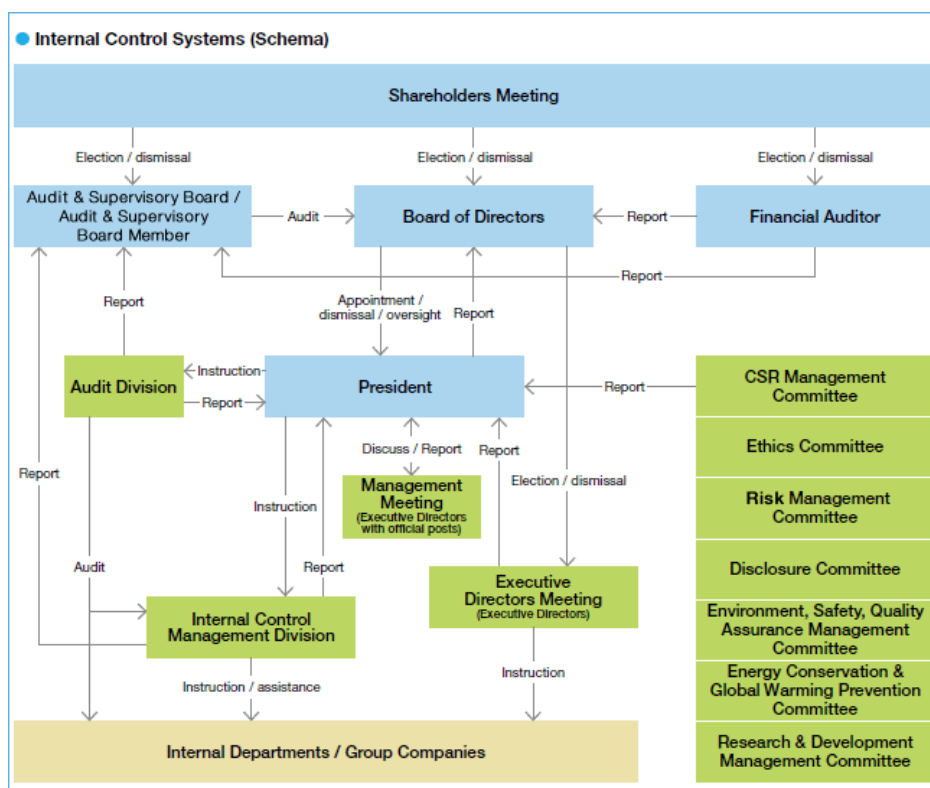 Internal Control Systems (Schema)
Shareholders Meeting
Election / dismissal
Election / dismissal
Election / dismissal
Audit & Supervisory Board /
Audit & Supervisory
Board Member
Audit
Board of Directors
Report
Financial Auditor
Report
Report
Appointment /
dismissal / oversight
Report
Audit Division
Instruction
Report
President
Report
CSR Management
Committee
Ethics Committee
Risk Management
Committee
Disclosure Committee
Environment, Safety, Quality
Assurance Management
Committee
Energy Conservation &
Global Warming Prevention
Committee
Research & Development
Management Committee
Discuss / Report
Report
Management
Meeting
(Executive Directors
with official posts)
Election / dismissal
Report
Instruction
Audit
Report
Executive
Directors Meeting
(Executive Directors)
Internal Control
Management Division
Instruction / assistance
Instruction
Internal Departments / Group Companies